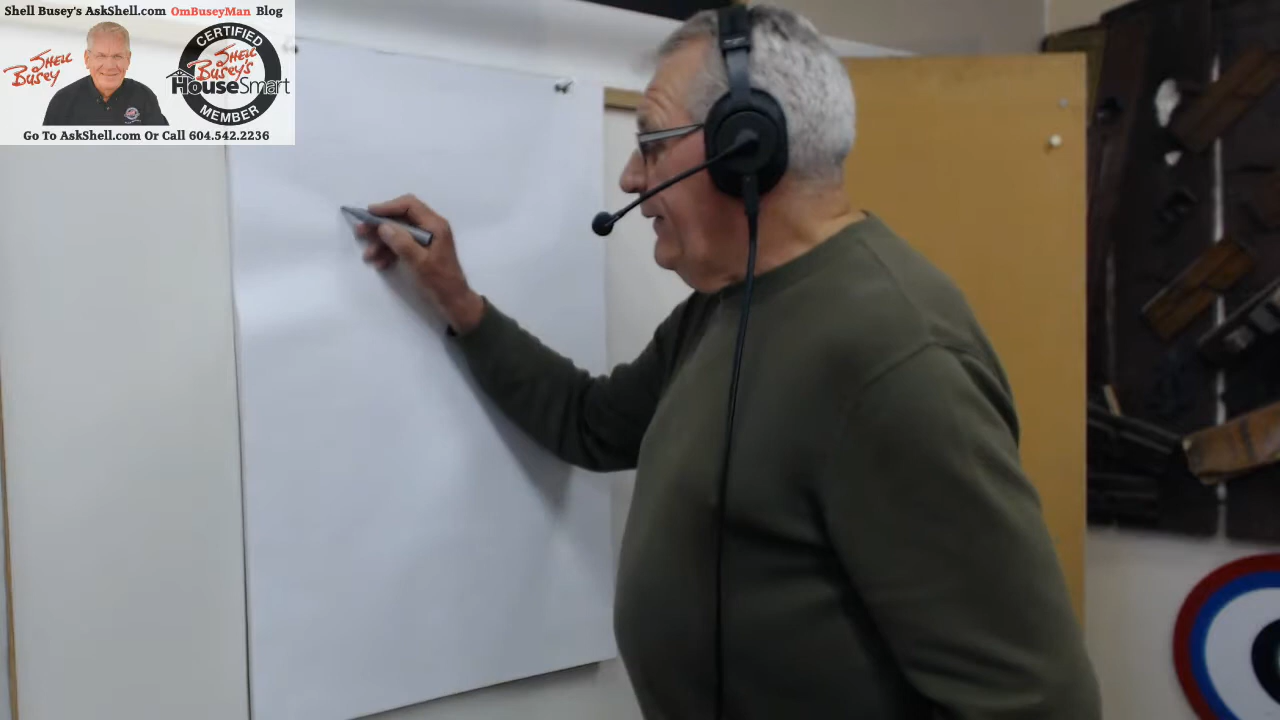 Shell Busey's AskShell.com OmBuseyMan Blog
SHELL BUSEY
CERTIFIED
SHELL BUSEY'S
HouseSmart
MEMBER
Go To AskShell.com Or Call 604.542.2236